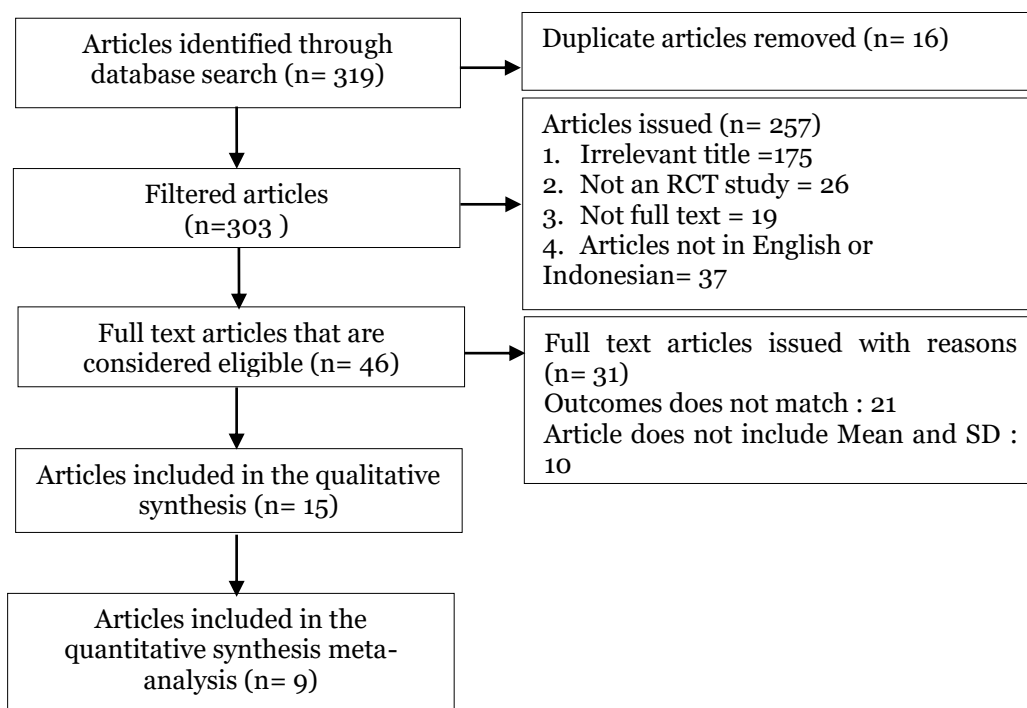 Articles identified through
database search (n= 319)
Duplicate articles removed (n= 16)
Filtered articles
(n=303 )
Articles issued (n= 257)
1. Irrelevant title =175
2. Not an RCT study = 26
3. Not full text = 19
4. Articles not in English or
Indonesian= 37
Full text articles that are
considered eligible (n= 46)
Full text articles issued with reasons
(n= 31)
Outcomes does not match : 21
Article does not include Mean and SD :
10
Articles included in the qualitative
synthesis (n= 15)
Articles included in the
quantitative synthesis meta-
analysis (n= 9)